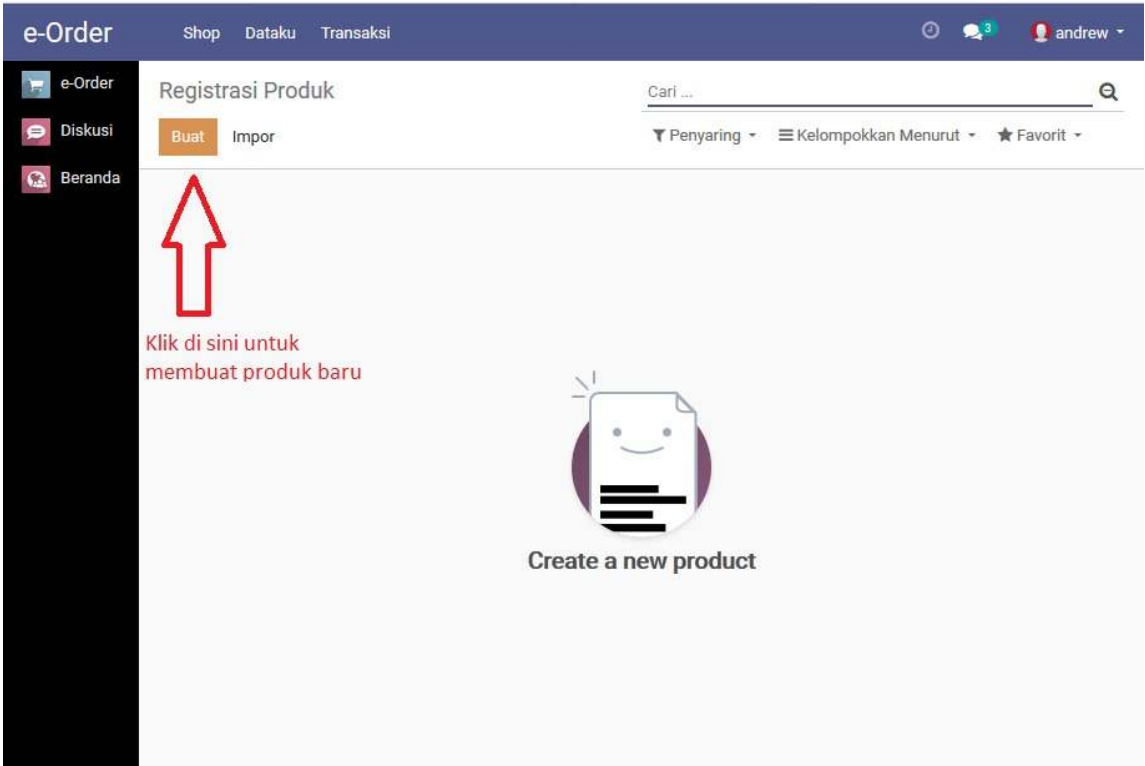 e-Order Shop Dataku Transaksi 3 andrew
e-Order
Diskusi
Beranda
Registrasi Produk
Cari ...
Buat Impor
Penyaring Kelompokkan Menurut Favorit
Klik di sini untuk
membuat produk baru
Create a new product